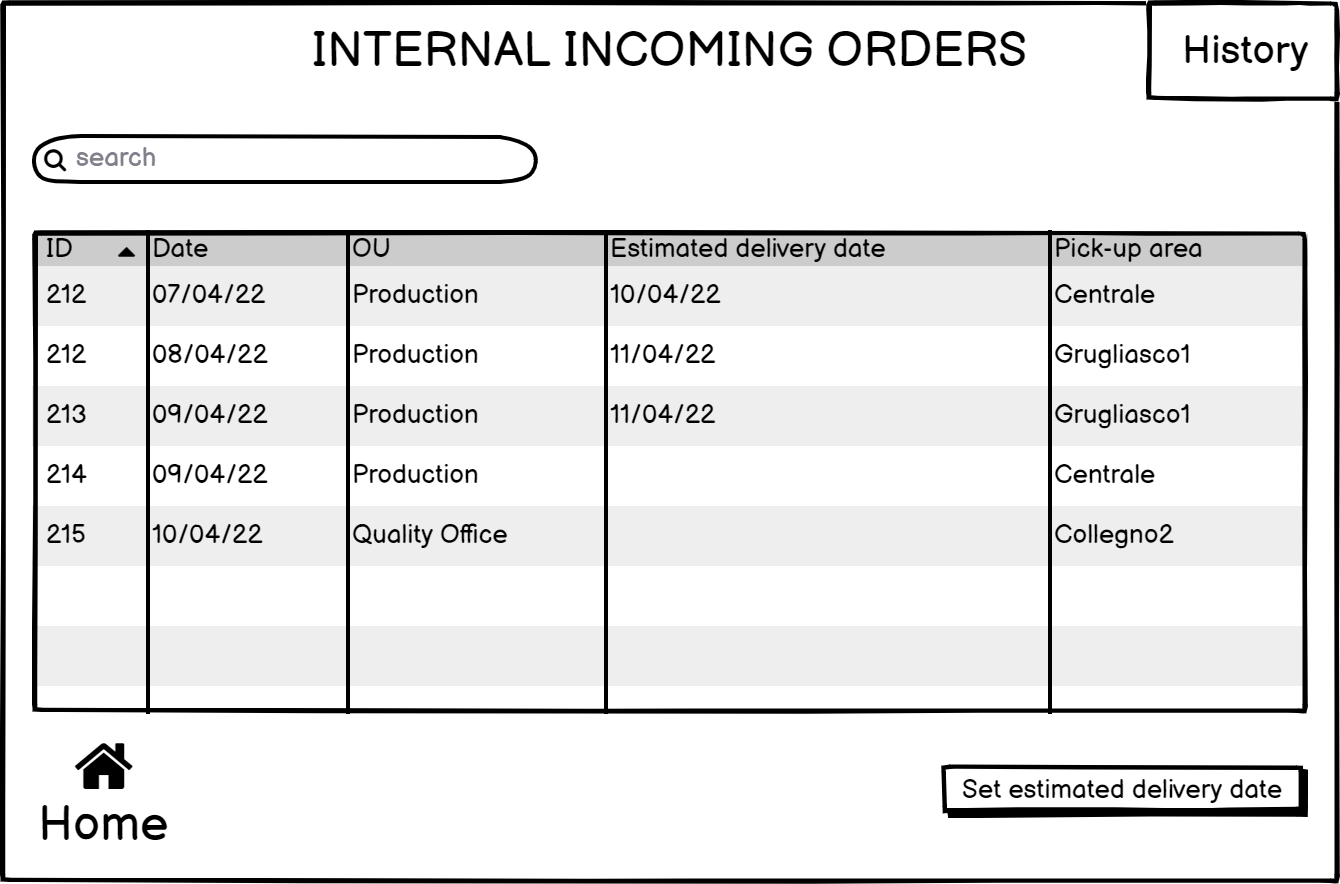 INTERNAL INCOMING ORDERS
History
search
ID Date OU Estimated delivery date Pick-up area
212 07/04/22 Production 10/04/22 Centrale
212 08/04/22 Production 11/04/22 Grugliasco1
213 09/04/22 Production 11/04/22 Grugliasco1
214 09/04/22 Production Centrale
215 10/04/22 Quality Office Collegno2
Set estimated delivery date
Home